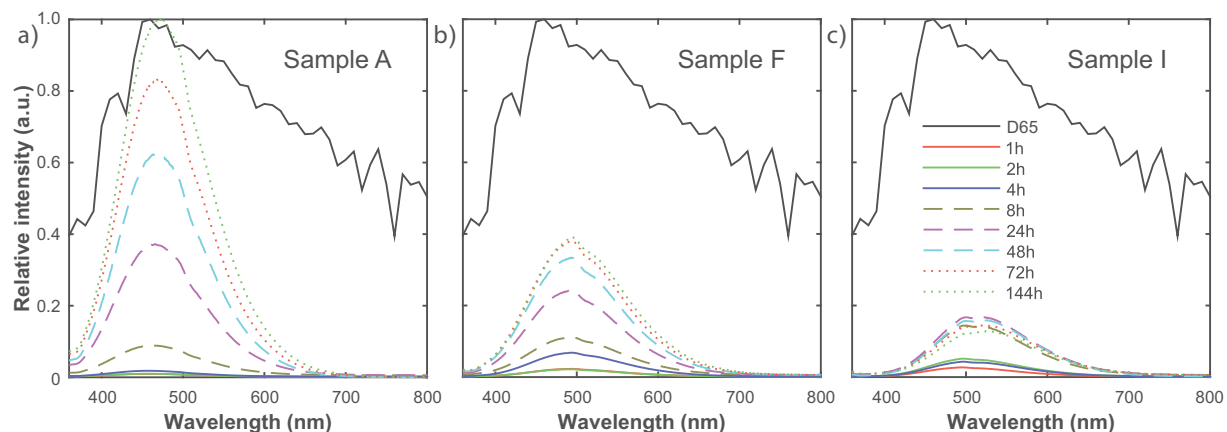 a)
Sample A
b)
Sample F
c)
Sample I
Relative intensity (a.u.)
1.0
0.8
0.6
0.4
0.2
0
D65
1h
2h
4h
8h
24h
48h
72h
144h
400 500 600 700 800
400 500 600 700 800
400 500 600 700 800
Wavelength (nm)
Wavelength (nm)
Wavelength (nm)